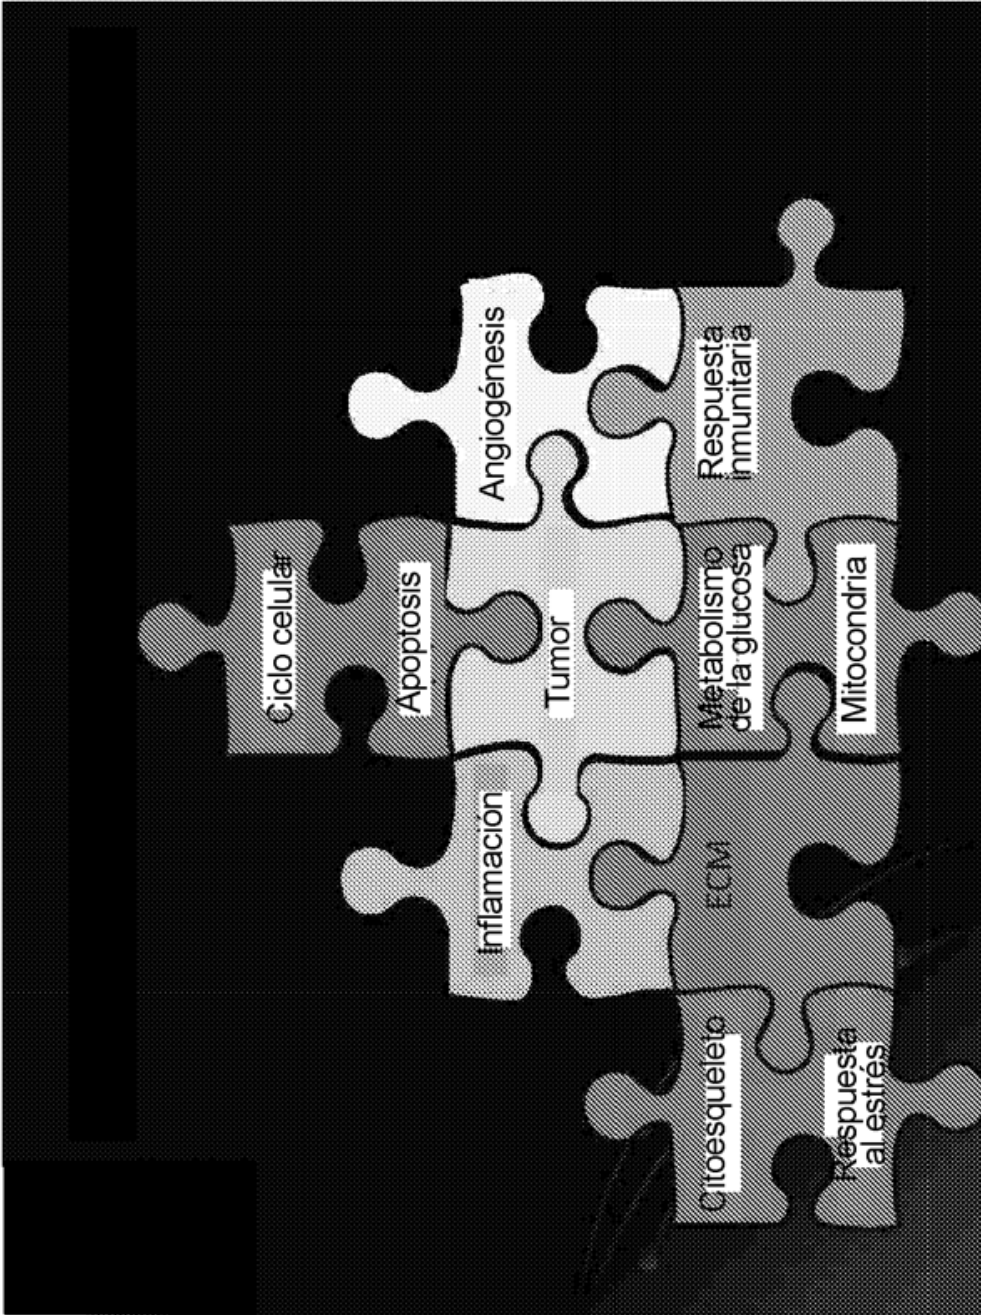 Ciclo celular
Apoptosis
Inflamación
Tumor
Angiogénesis
Citoesqueleto
Respuesta
al estrés
ECM
Metabolismo
de la glucosa
Mitocondria
Respuesta
inmunitaria